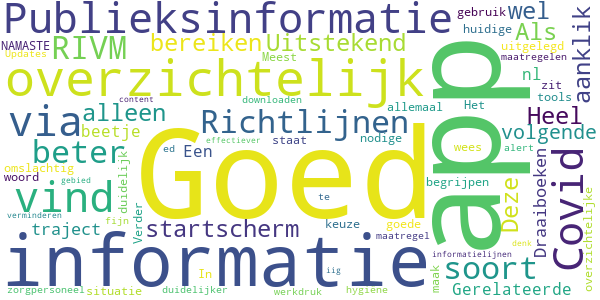 Publieksinformatie
gebruik
wel
aanklik
NAMASTE
RIVM
bereiken
Uitstekend
huidige
Als
uitgelegd
Updates
Meest
maatregelen
overzichtelijk
app
nl
zit
tools
content
downloaden
allemaal
Het
via
alleen
Richtlijnen
Heel
volgende
beetje
Goed
effectiever
staat
nodige
wees
alert
beter
ed
Een
Draaiboeken
Covid
omslachtig
duidelijk
te
begrijpen
Deze
overzichtelijke
woord
gebied
vind
keuze
goede
verminderen
fijn
Verder
startscherm
maatregel
denk
traject
informatie
In
informatielijnen
soort
iig
maak
zorgpersoneel
situatie
duidelijker
werkdruk
hygiëne
Gerelateerde